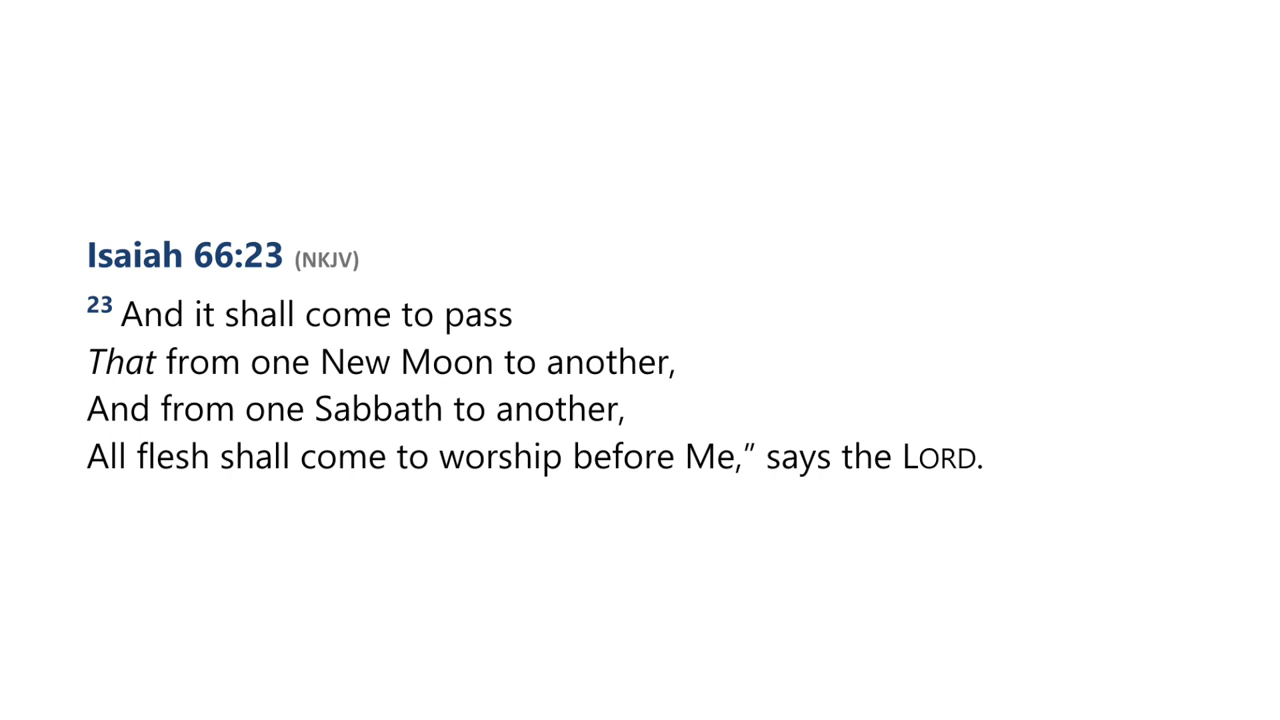 Isaiah 66:23 (NKJV)
23 And it shall come to pass
That from one New Moon to another,
And from one Sabbath to another,
All flesh shall come to worship before Me,” says the LORD.